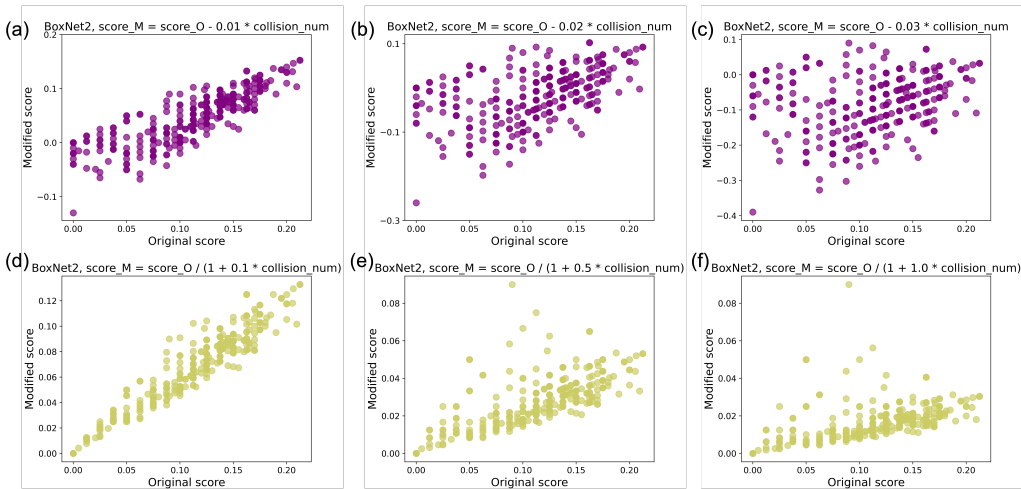 (a)
BoxNet2, score_M = score_O - 0.01 * collision_num
0.2
0.1
0.0
−0.1
Modified score
0.00 0.05 0.10 0.15 0.20
Original score
(b)
BoxNet2, score_M = score_O - 0.02 * collision_num
0.1
−0.1
−0.3
Modified score
0.00 0.05 0.10 0.15 0.20
Original score
(c)
BoxNet2, score_M = score_O - 0.03 * collision_num
0.1
0.0
−0.1
−0.2
−0.3
−0.4
Modified score
0.00 0.05 0.10 0.15 0.20
Original score
(d)
BoxNet2, score_M = score_O / (1 + 0.1 * collision_num)
0.12
0.10
0.08
0.06
0.04
0.02
0.00
Modified score
0.00 0.05 0.10 0.15 0.20
Original score
(e)
BoxNet2, score_M = score_O / (1 + 0.5 * collision_num)
0.08
0.06
0.04
0.02
0.00
Modified score
0.00 0.05 0.10 0.15 0.20
Original score
(f)
BoxNet2, score_M = score_O / (1 + 1.0 * collision_num)
0.08
0.06
0.04
0.02
0.00
Modified score
0.00 0.05 0.10 0.15 0.20
Original score